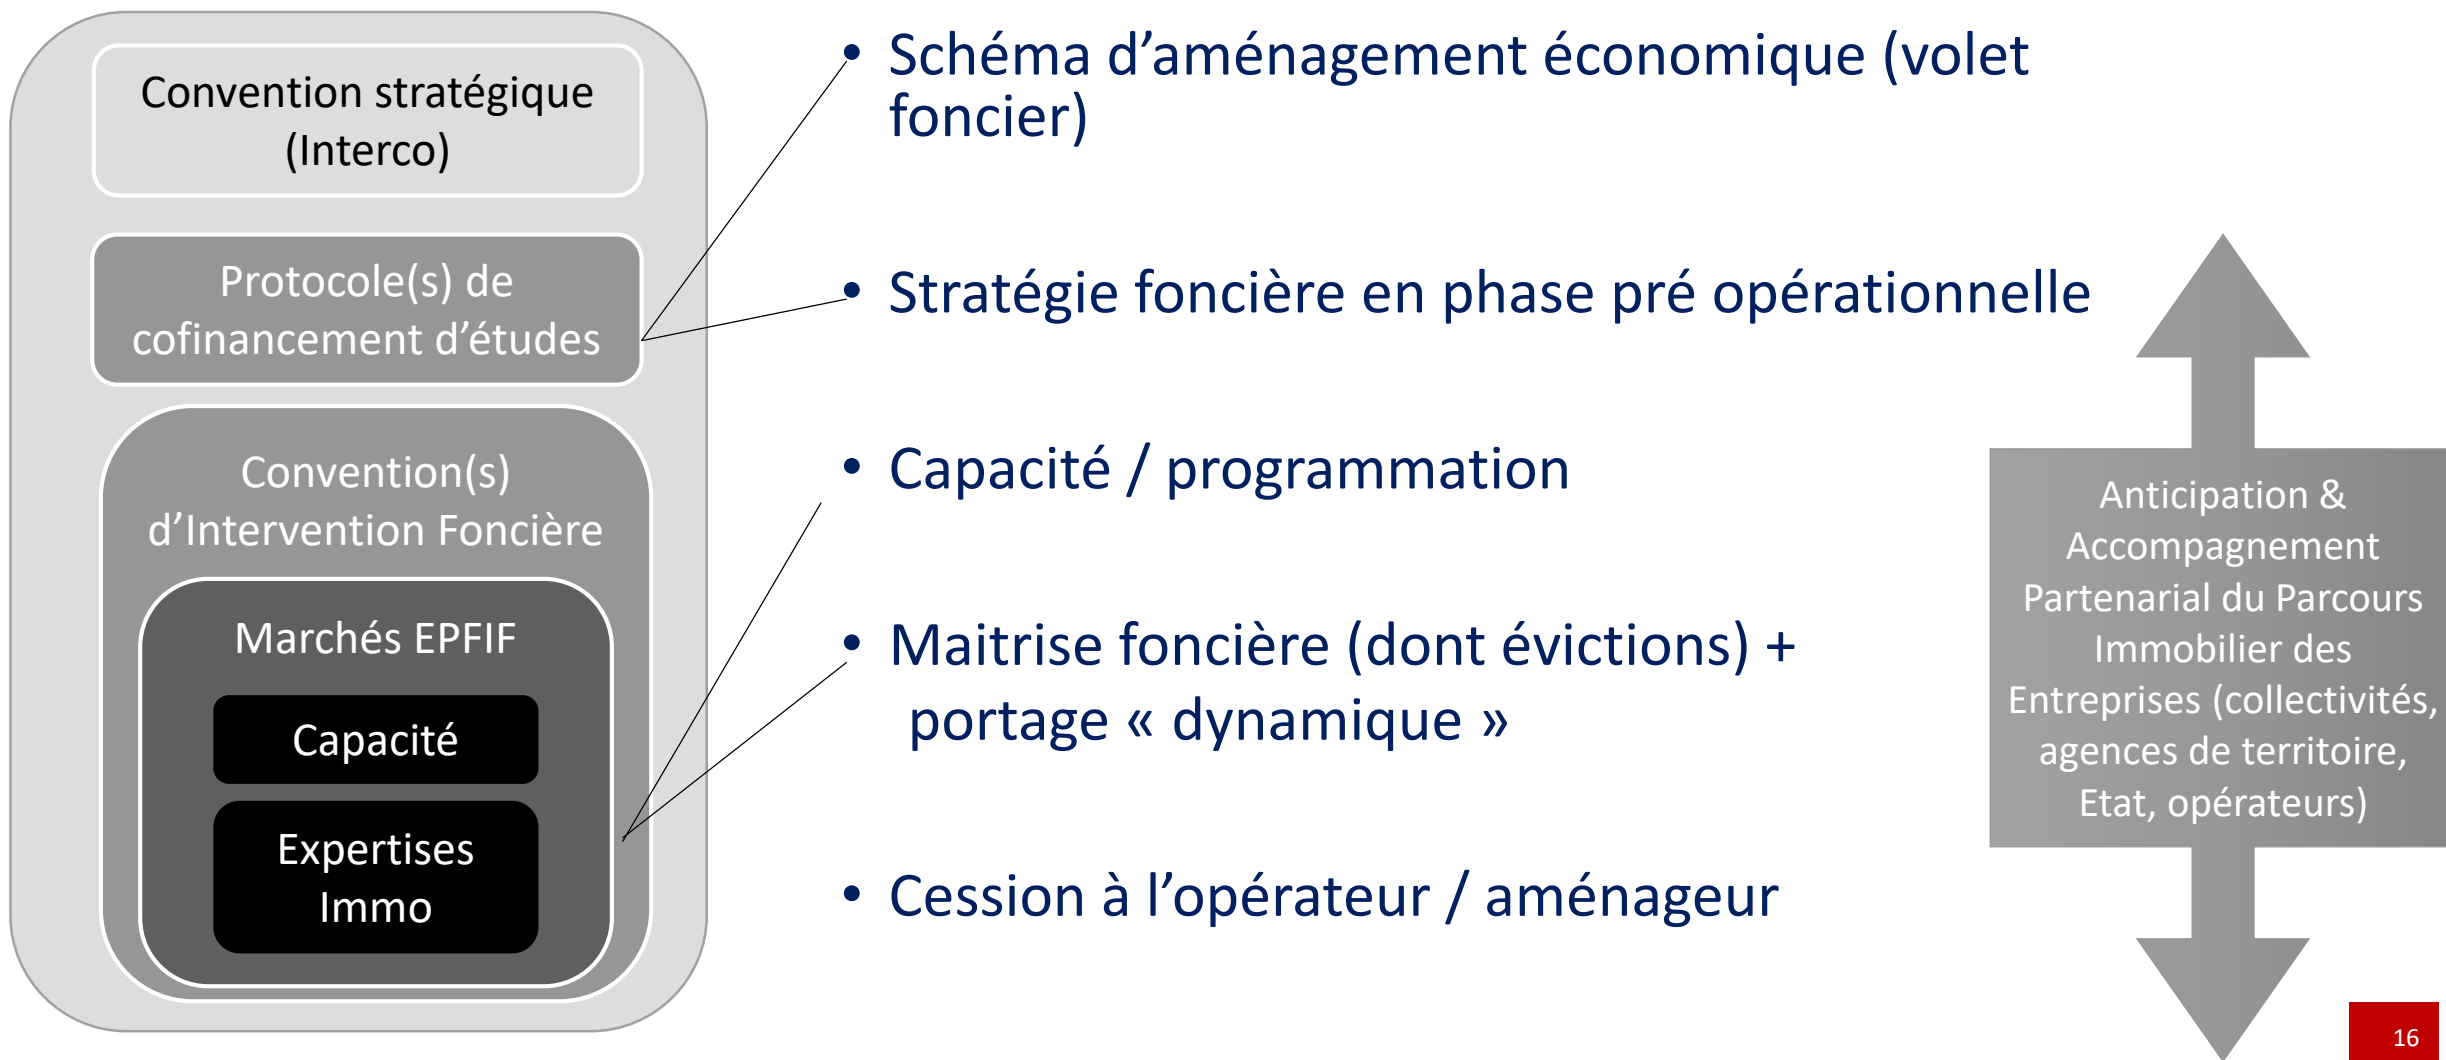 Convention stratégique
(Interco)
Protocole(s) de
cofinancement d’études
Convention(s)
d’Intervention Foncière
Marchés EPFIF
Capacité
Expertises
Immo
• Schéma d’aménagement économique (volet
foncier)
• Stratégie foncière en phase pré opérationnelle
• Capacité / programmation
• Maitrise foncière (dont évictions) +
portage « dynamique »
• Cession à l’opérateur / aménageur
Anticipation &
Accompagnement
Partenarial du Parcours
Immobilier des
Entreprises (collectivités,
agences de territoire,
Etat, opérateurs)
16